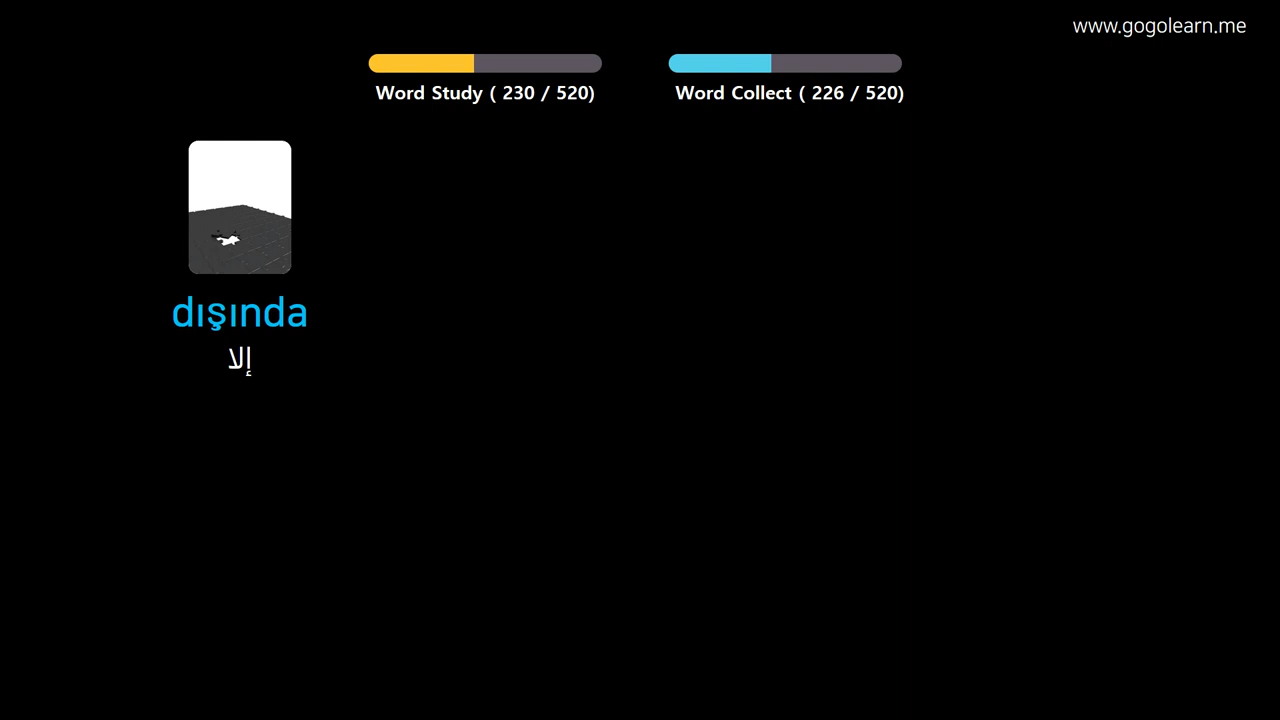 www.gogolearn.me
Word Study ( 230 / 520)
Word Collect ( 226 / 520)
dışında
إلا